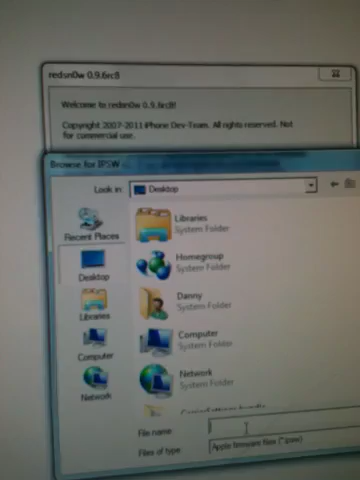 redsn0w 0.9.6rc8
Welcome to redsn0w 0.9.6rc8!
Copyright 2007-2011 iPhone Dev-Team. All rights reserved. Not
for commercial use.
Browse for IPSW
Look in:
Desktop
Recent Places
Desktop
Libraries
Computer
Network
Libraries
System Folder
Homegroup
System Folder
Danny
System Folder
Computer
System Folder
Network
System Folder
File name:
Files of type:
Apple firmware files (*.ipsw)